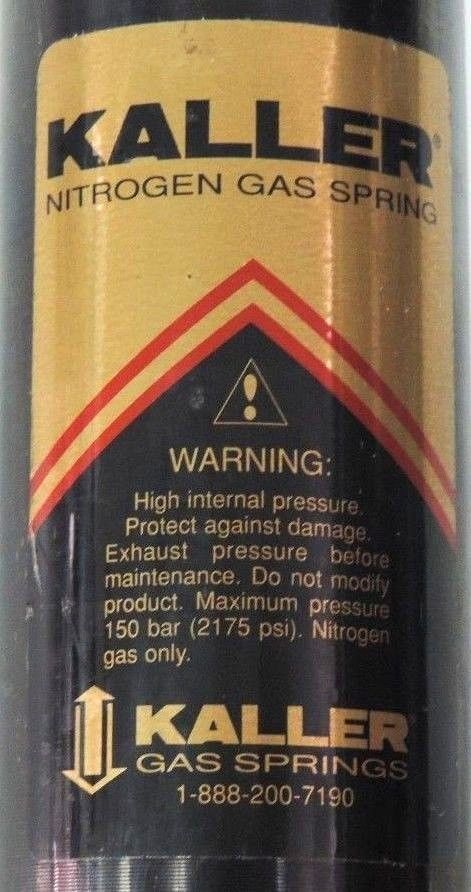 KALLER®
NITROGEN GAS SPRING
WARNING:
High internal pressure.
Protect against damage.
Exhaust pressure before
maintenance. Do not modify
product. Maximum pressure
150 bar (2175 psi). Nitrogen
gas only.
KALLER
GAS SPRINGS
1-888-200-7190